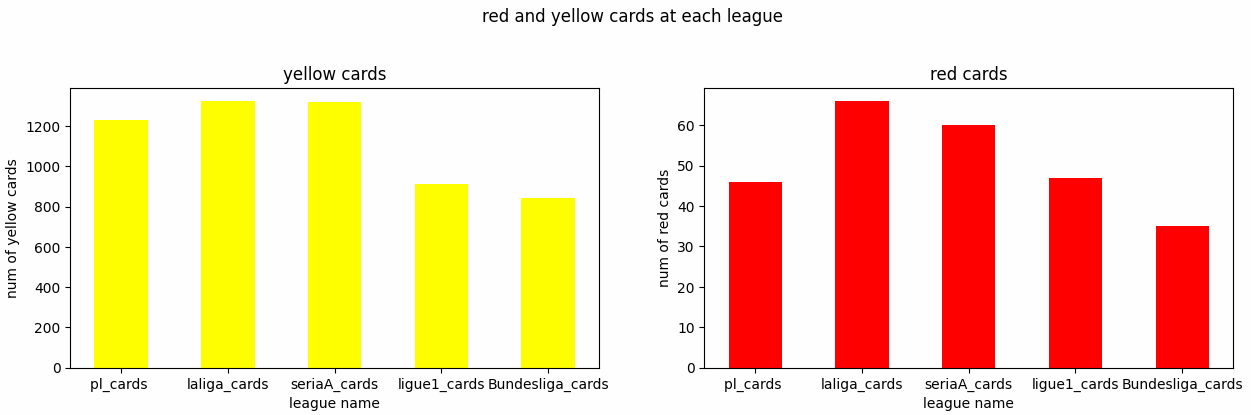 red and yellow cards at each league
yellow cards
num of yellow cards
1200
1000
800
600
400
200
0
pl_cards laliga_cards seriaA_cards ligue1_cards Bundesliga_cards
league name
red cards
num of red cards
60
50
40
30
20
10
0
pl_cards laliga_cards seriaA_cards ligue1_cards Bundesliga_cards
league name